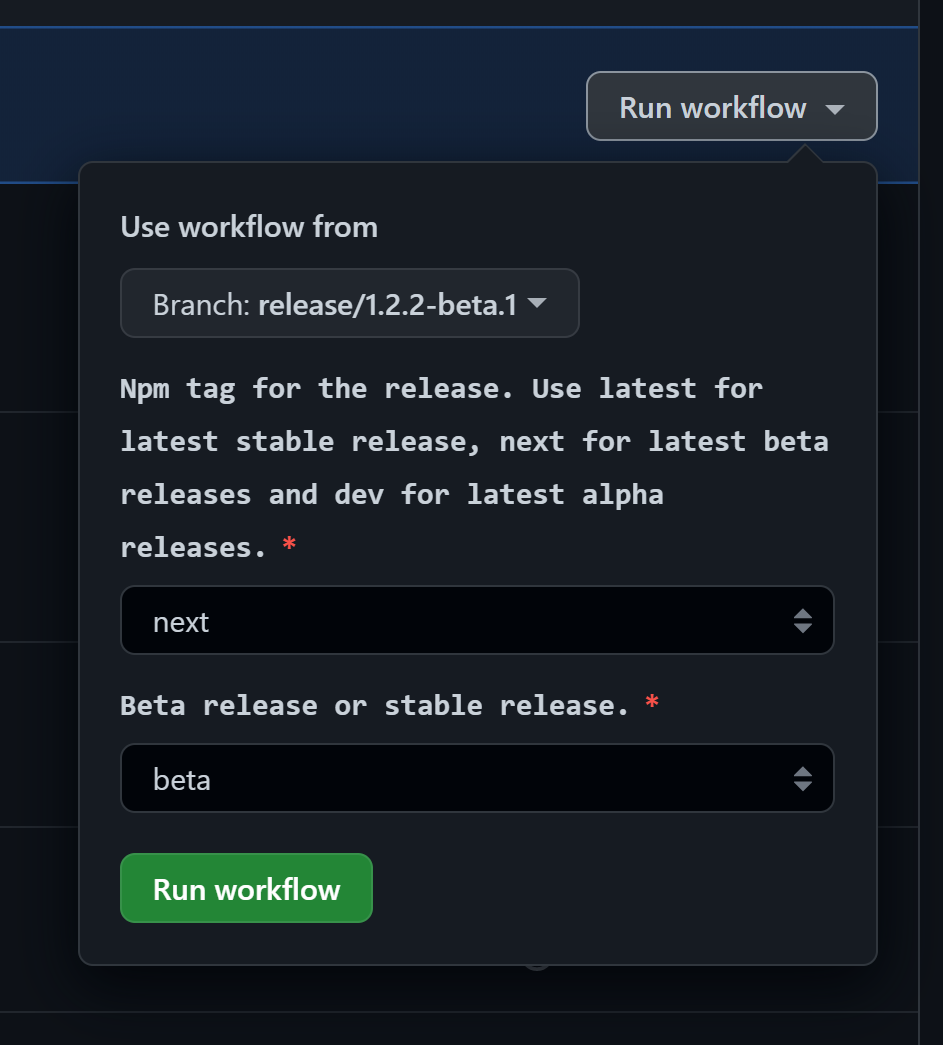 Run workflow
Use workflow from
Branch: release/1.2.2-beta.1
Npm tag for the release. Use latest for
latest stable release, next for latest beta
releases and dev for latest alpha
releases. *
next
Beta release or stable release. *
beta
Run workflow